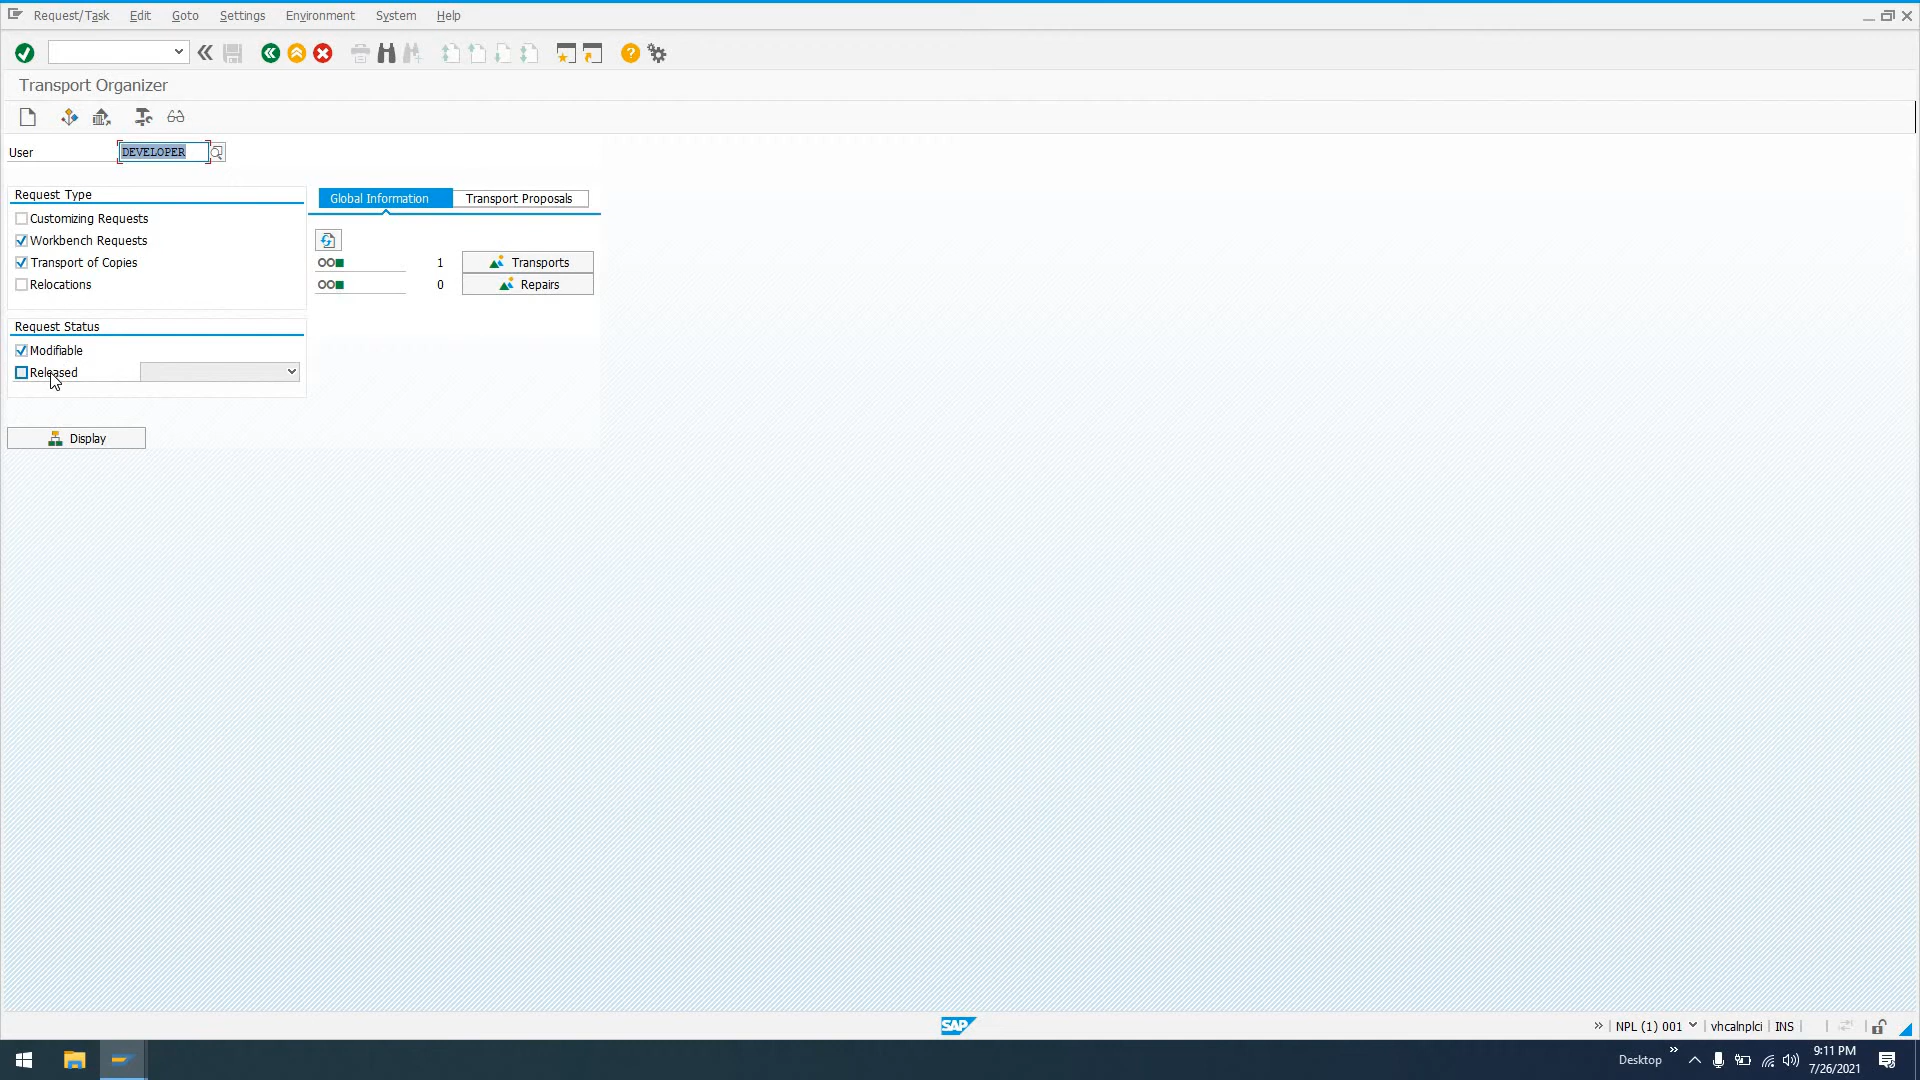 Request/Task Edit Goto Settings Environment System Help
Transport Organizer
User DEVELOPER
Request Type
Customizing Requests
Workbench Requests
Transport of Copies
Relocations
Global Information Transport Proposals
1 Transports
0 Repairs
Request Status
Modifiable
Released
Display
SAP
» NPL (1) 001 vhcalnplci INS
Desktop » 9:11 PM
7/26/2021